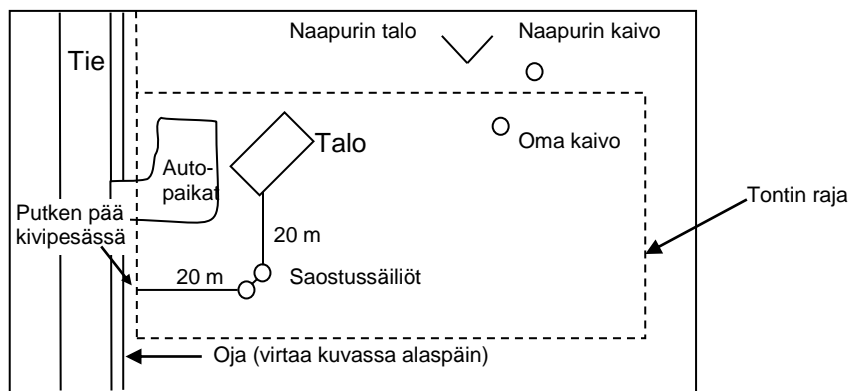 Naapurin talo
Naapurin kaivo
Tie
Talo
Oma kaivo
Auto-
paikat
Tontin raja
Putken pää
kivipesässä
20 m
20 m
Saostussäiliöt
Oja (virtaa kuvassa alaspäin)